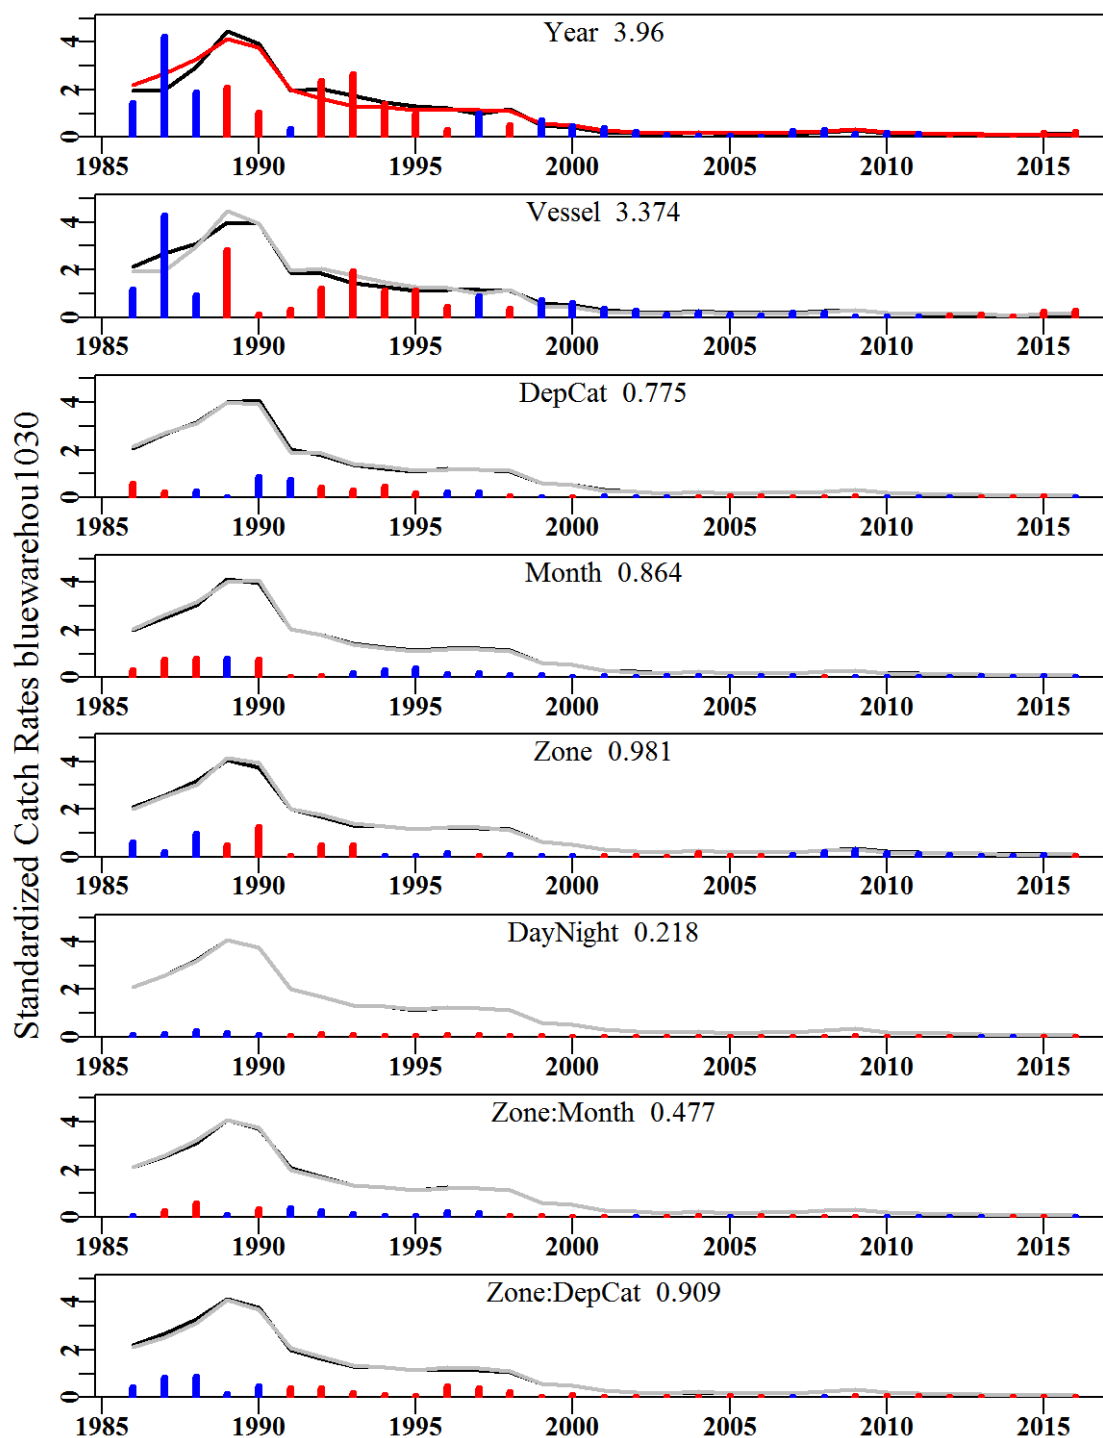 Standardized Catch Rates bluewarehou1030
Year 3.96
4
2
0
1985 1990 1995 2000 2005 2010 2015
Vessel 3.374
4
2
0
1985 1990 1995 2000 2005 2010 2015
DepCat 0.775
4
2
0
1985 1990 1995 2000 2005 2010 2015
Month 0.864
4
2
0
1985 1990 1995 2000 2005 2010 2015
Zone 0.981
4
2
0
1985 1990 1995 2000 2005 2010 2015
DayNight 0.218
4
2
0
1985 1990 1995 2000 2005 2010 2015
Zone:Month 0.477
4
2
0
1985 1990 1995 2000 2005 2010 2015
Zone:DepCat 0.909
4
2
0
1985 1990 1995 2000 2005 2010 2015